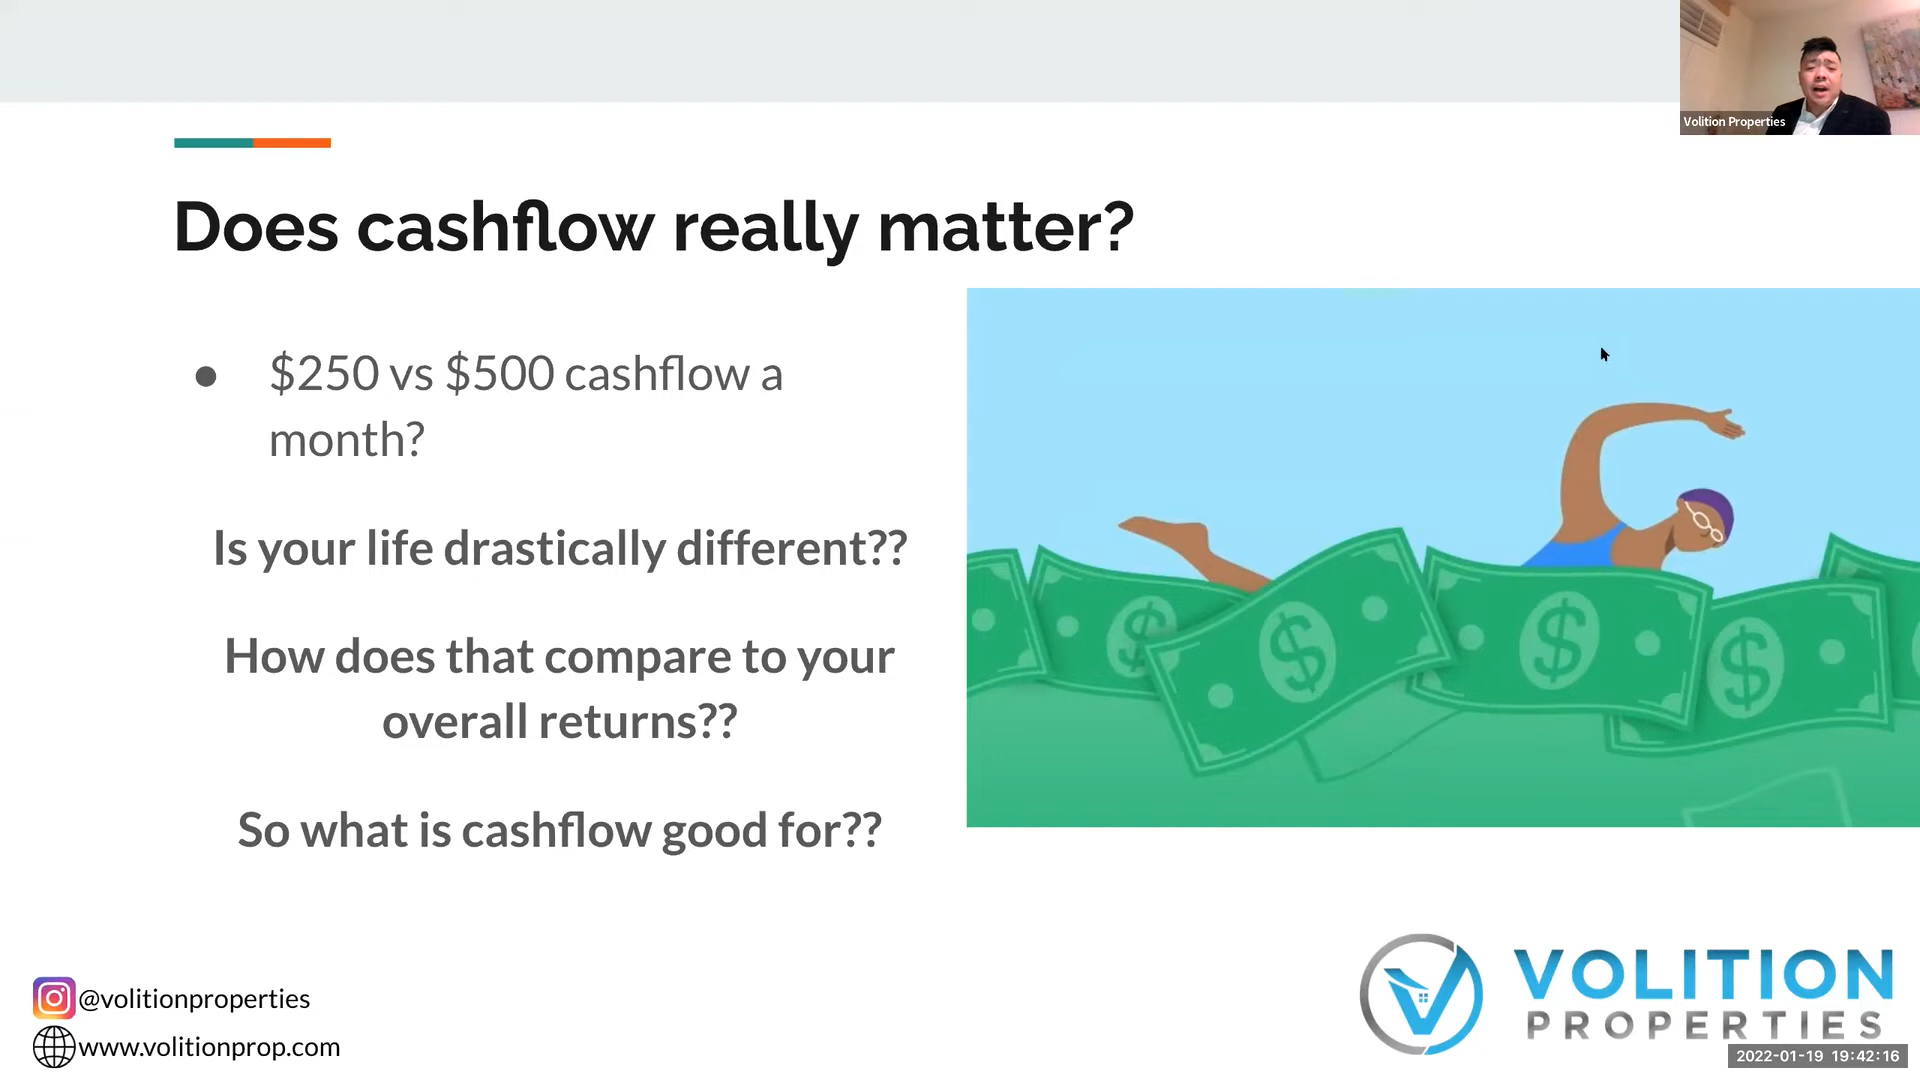 Volition Properties
Does cashflow really matter?
● $250 vs $500 cashflow a
month?
Is your life drastically different??
How does that compare to your
overall returns??
So what is cashflow good for??
$ $ $ $
@volitionproperties
www.volitionprop.com
VOLITION
PROPERTIES
2022-01-19 19:42:16